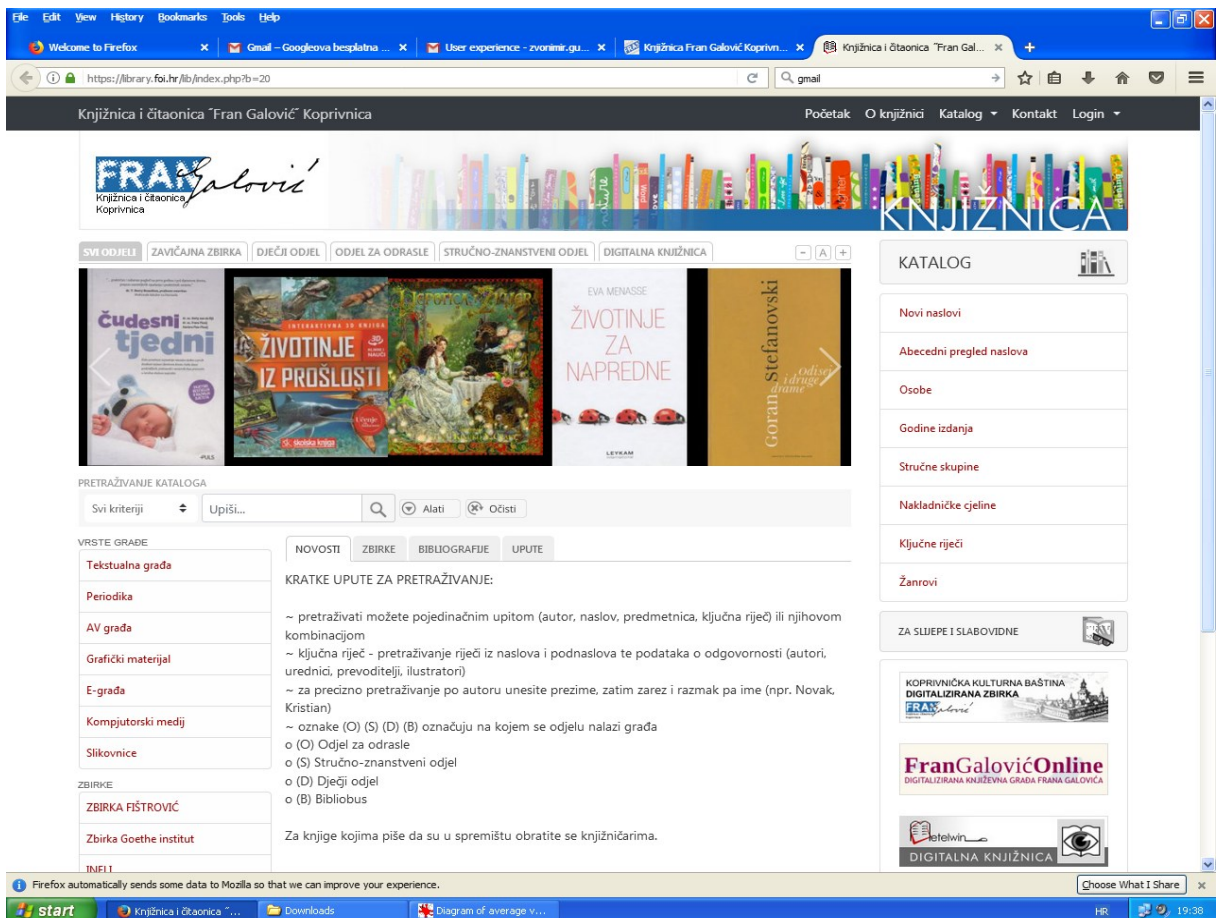 File Edit View History Bookmarks Tools Help
Welcome to Firefox
Gmail – Googleova besplatna ...
User experience - zvonimir.gu...
Knjižnica Fran Galović Koprivn...
Knjižnica i čitaonica ˝Fran Gal...
https://library.foi.hr/lib/index.php?b=20
gmail
Knjižnica i čitaonica ˝Fran Galović˝ Koprivnica
Početak O knjižnici Katalog Kontakt Login
FRAN Galović
Knjižnica i čitaonica
Koprivnica
nature
Love
KNJIŽNICA
SVI ODJELI ZAVIČAJNA ZBIRKA DJEČJI ODJEL ODJEL ZA ODRASLE STRUČNO-ZNANSTVENI ODJEL DIGITALNA KNJIŽNICA
- A +
Čudesni
tjedni
PULS
INTERAKTIVNA 3D KNJIGA
ŽIVOTINJE
IZ PROŠLOSTI
školska knjiga
EVA MENASSE
ŽIVOTINJE
ZA
NAPREDNE
LEYKAM
Goran Stefanovski
Odisej
i druge
drame
PRETRAŽIVANJE KATALOGA
Svi kriteriji Upiši... Alati Očisti
VRSTE GRAĐE
Tekstualna građa
Periodika
AV građa
Grafički materijal
E-građa
Kompjutorski medij
Slikovnice
ZBIRKE
ZBIRKA FIŠTROVIĆ
Zbirka Goethe institut
INELI
NOVOSTI ZBIRKE BIBLIOGRAFIJE UPUTE
KRATKE UPUTE ZA PRETRAŽIVANJE:
~ pretraživati možete pojedinačnim upitom (autor, naslov, predmetnica, ključna riječ) ili njihovom
kombinacijom
~ ključna riječ - pretraživanje riječi iz naslova i podnaslova te podataka o odgovornosti (autori,
urednici, prevoditelji, ilustratori)
~ za precizno pretraživanje po autoru unesite prezime, zatim zarez i razmak pa ime (npr. Novak,
Kristian)
~ oznake (O) (S) (D) (B) označuju na kojem se odjelu nalazi građa
o (O) Odjel za odrasle
o (S) Stručno-znanstveni odjel
o (D) Dječji odjel
o (B) Bibliobus
Za knjige kojima piše da su u spremištu obratite se knjižničarima.
KATALOG
Novi naslovi
Abecedni pregled naslova
Osobe
Godine izdanja
Stručne skupine
Nakladničke cjeline
Ključne riječi
Žanrovi
ZA SLIJEPE I SLABOVIDNE
KOPRIVNIČKA KULTURNA BAŠTINA
DIGITALIZIRANA ZBIRKA
FRAN Galović
FranGalovićOnline
DIGITALIZIRANA KNJIŽEVNA GRAĐA FRANA GALOVIĆA
etelwin
DIGITALNA KNJIŽNICA
Firefox automatically sends some data to Mozilla so that we can improve your experience.
Choose What I Share
start Knjižnica i čitaonica ˝... Downloads Diagram of average v...
HR 19:38